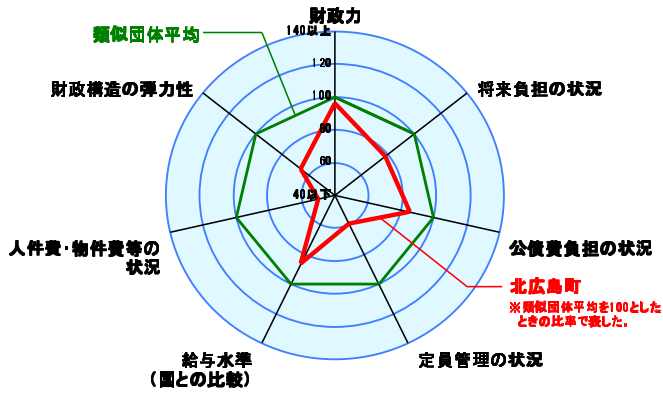 財政力
類似団体平均
140以上
120
100
80
60
40以下
財政構造の弾力性
将来負担の状況
人件費・物件費等の
状況
公債費負担の状況
北広島町
※類似団体平均を100とした
ときの比率で表した。
給与水準
（国との比較）
定員管理の状況